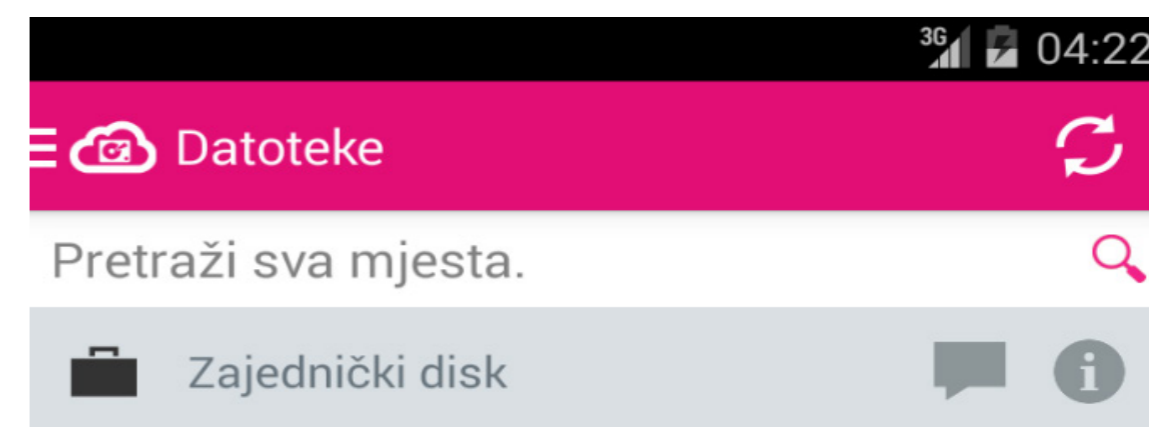 3G 04:22
Datoteke
Pretraži sva mjesta.
Zajednički disk